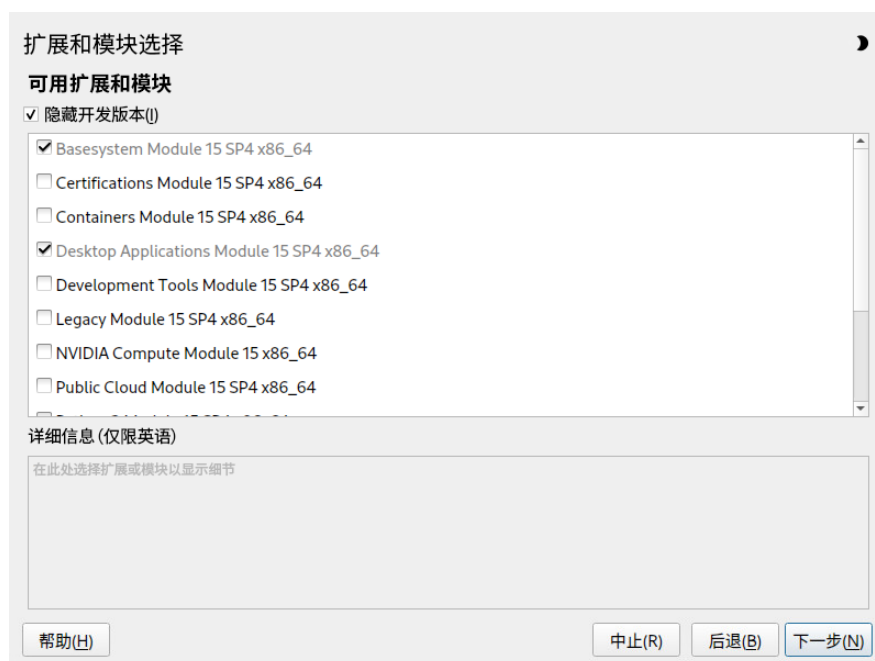 扩展和模块选择
可用扩展和模块
隐藏开发版本(I)
Basesystem Module 15 SP4 x86_64
Certifications Module 15 SP4 x86_64
Containers Module 15 SP4 x86_64
Desktop Applications Module 15 SP4 x86_64
Development Tools Module 15 SP4 x86_64
Legacy Module 15 SP4 x86_64
NVIDIA Compute Module 15 x86_64
Public Cloud Module 15 SP4 x86_64
详细信息 (仅限英语)
在此处选择扩展或模块以显示细节
帮助(H) 中止(R) 后退(B) 下一步(N)